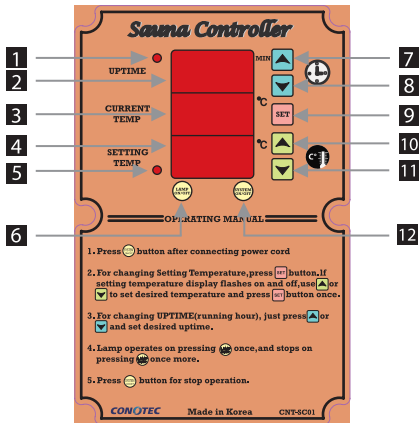 Sauna Controller
1
UPTIME
MIN
7
2
8
3
CURRENT
TEMP
°C
SET
9
4
°C
C°
10
SETTING
TEMP
5
11
LAMP
ON/OFF
SYSTEM
ON/OFF
6
12
OPERATING MANUAL
1. Press button after connecting power cord
2. For changing Setting Temperature, press SET button. If
setting temperature display flashes on and off, use or
to set desired temperature and press SET button once.
3. For changing UPTIME(running hour), just press or
and set desired uptime.
4. Lamp operates on pressing once, and stops on
pressing once more.
5. Press button for stop operation.
CONOTEC
Made in Korea
CNT-SC01